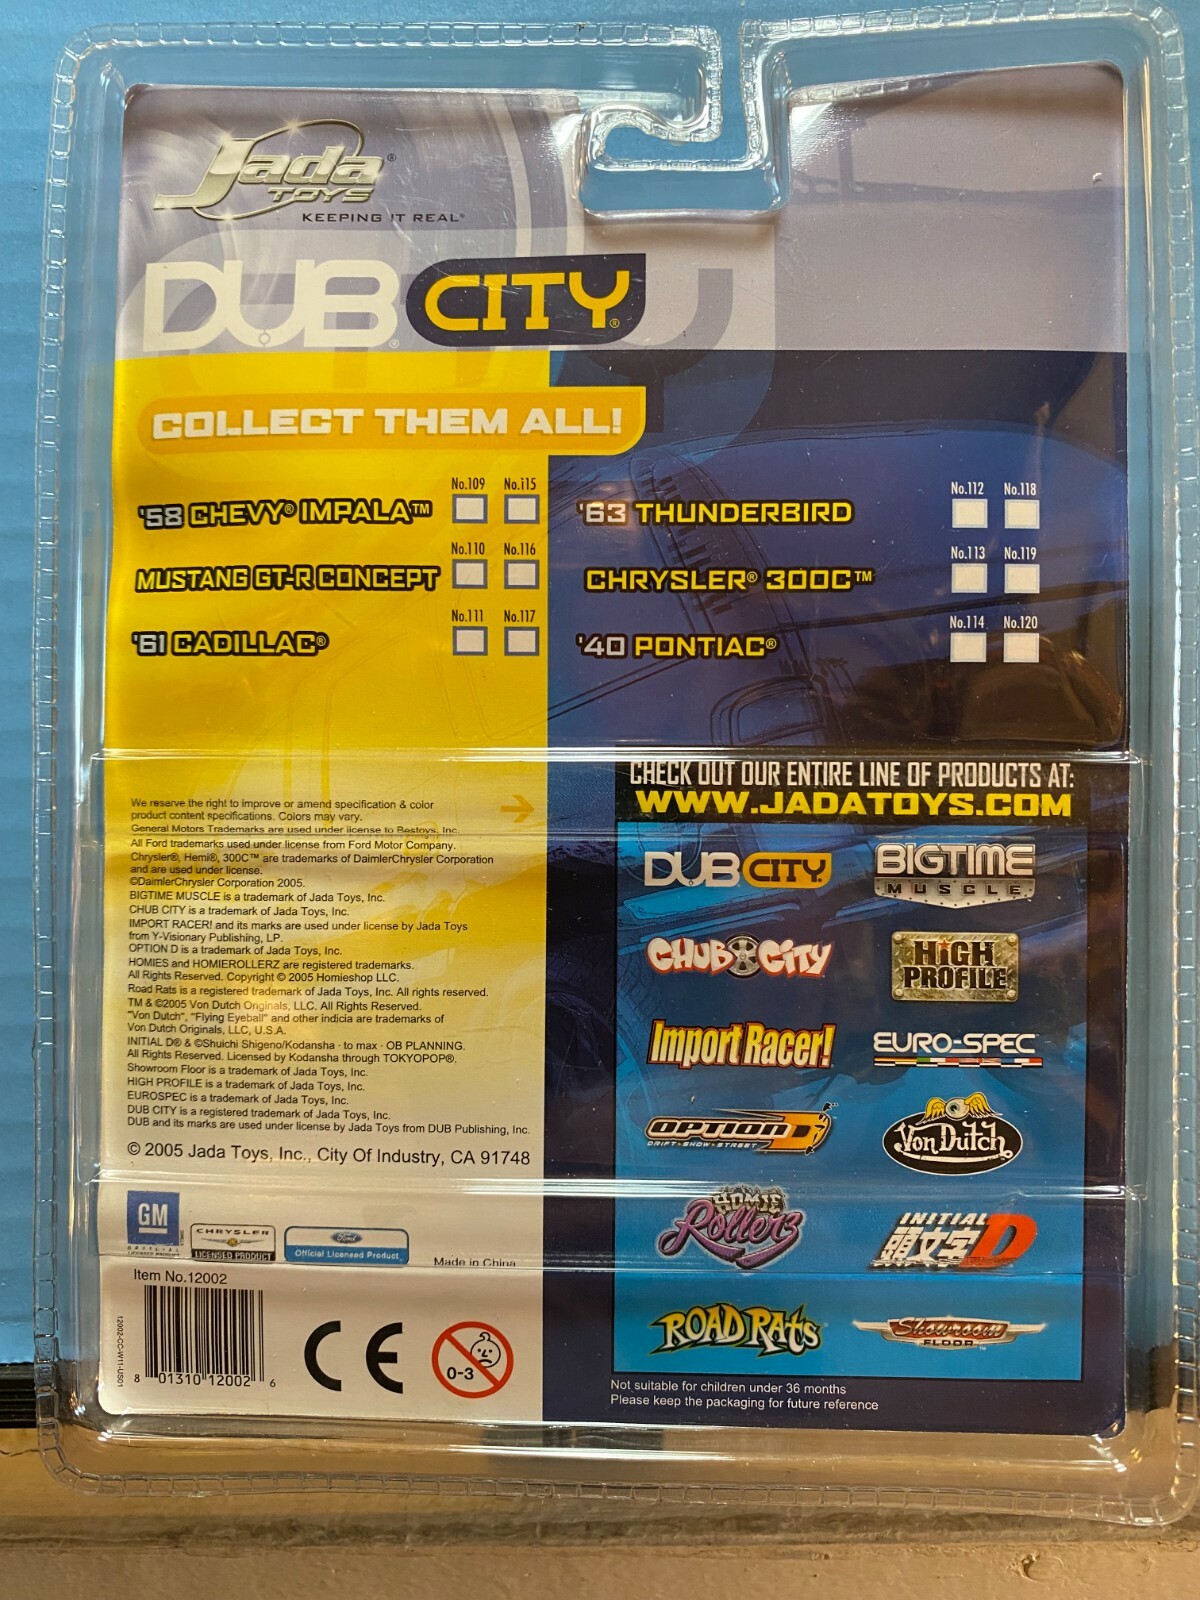 Jada®
TOYS
KEEPING IT REAL®
DUB® CITY®
COLLECT THEM ALL!
No.109 No.115
'58 CHEVY® IMPALA™
No.110 No.116
MUSTANG GT-R CONCEPT
No.111 No.117
'61 CADILLAC®
No.112 No.118
'63 THUNDERBIRD
No.113 No.119
CHRYSLER® 300C™
No.114 No.120
'40 PONTIAC®
We reserve the right to improve or amend specification & color
product content specifications. Colors may vary.
General Motors Trademarks are used under license to Bestoys, Inc.
All Ford trademarks used under license from Ford Motor Company.
Chrysler®, Hemi®, 300C™ are trademarks of DaimlerChrysler Corporation
and are used under license.
©DaimlerChrysler Corporation 2005.
BIGTIME MUSCLE is a trademark of Jada Toys, Inc.
CHUB CITY is a trademark of Jada Toys, Inc.
IMPORT RACER! and its marks are used under license by Jada Toys
from Y-Visionary Publishing, LP.
OPTION D is a trademark of Jada Toys, Inc.
HOMIES and HOMIEROLLERZ are registered trademarks.
All Rights Reserved. Copyright © 2005 Homieshop LLC.
Road Rats is a registered trademark of Jada Toys, Inc. All rights reserved.
TM & ©2005 Von Dutch Originals, LLC. All Rights Reserved.
"Von Dutch", "Flying Eyeball" and other indicia are trademarks of
Von Dutch Originals, LLC, U.S.A.
INITIAL D® & ©Shuichi Shigeno/Kodansha · to max · OB PLANNING.
All Rights Reserved. Licensed by Kodansha through TOKYOPOP®.
Showroom Floor is a trademark of Jada Toys, Inc.
HIGH PROFILE is a trademark of Jada Toys, Inc.
EUROSPEC is a trademark of Jada Toys, Inc.
DUB CITY is a registered trademark of Jada Toys, Inc.
DUB and its marks are used under license by Jada Toys from DUB Publishing, Inc.
© 2005 Jada Toys, Inc., City Of Industry, CA 91748
GM
OFFICIAL
LICENSED PRODUCT
CHRYSLER
LICENSED PRODUCT
Ford
Official Licensed Product
Made in China
Item No.12002
12002-CC-W11-US01
8 01310 12002 6
CE
0-3
CHECK OUT OUR ENTIRE LINE OF PRODUCTS AT:
WWW.JADATOYS.COM
DUB CITY
BIGTIME
MUSCLE
CHUB CITY
HIGH
PROFILE
Import Racer!
EURO-SPEC
OPTION D
DRIFT·SHOW·STREET
Von Dutch
HOMIE
Rollerz
INITIAL D
頭文字
ROAD RATS
Showroom
FLOOR™
Not suitable for children under 36 months
Please keep the packaging for future reference